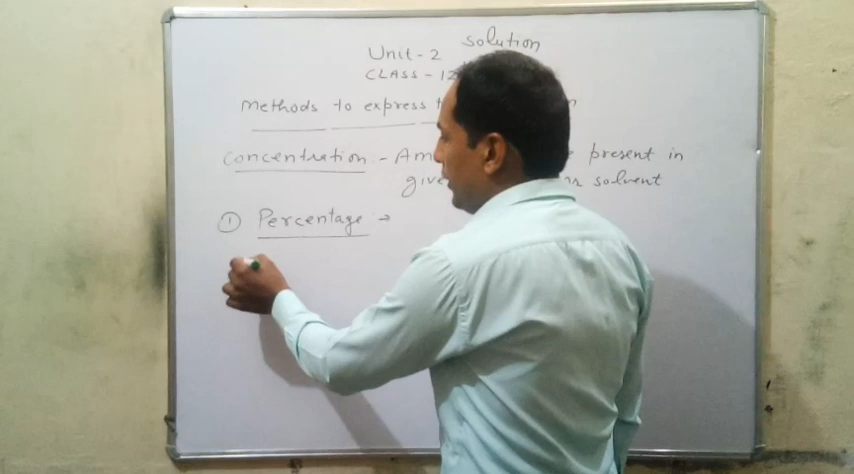 Unit-2 Solution
CLASS-12
Methods to express
Concentration :- Am present in
give solvent
① Percentage :→